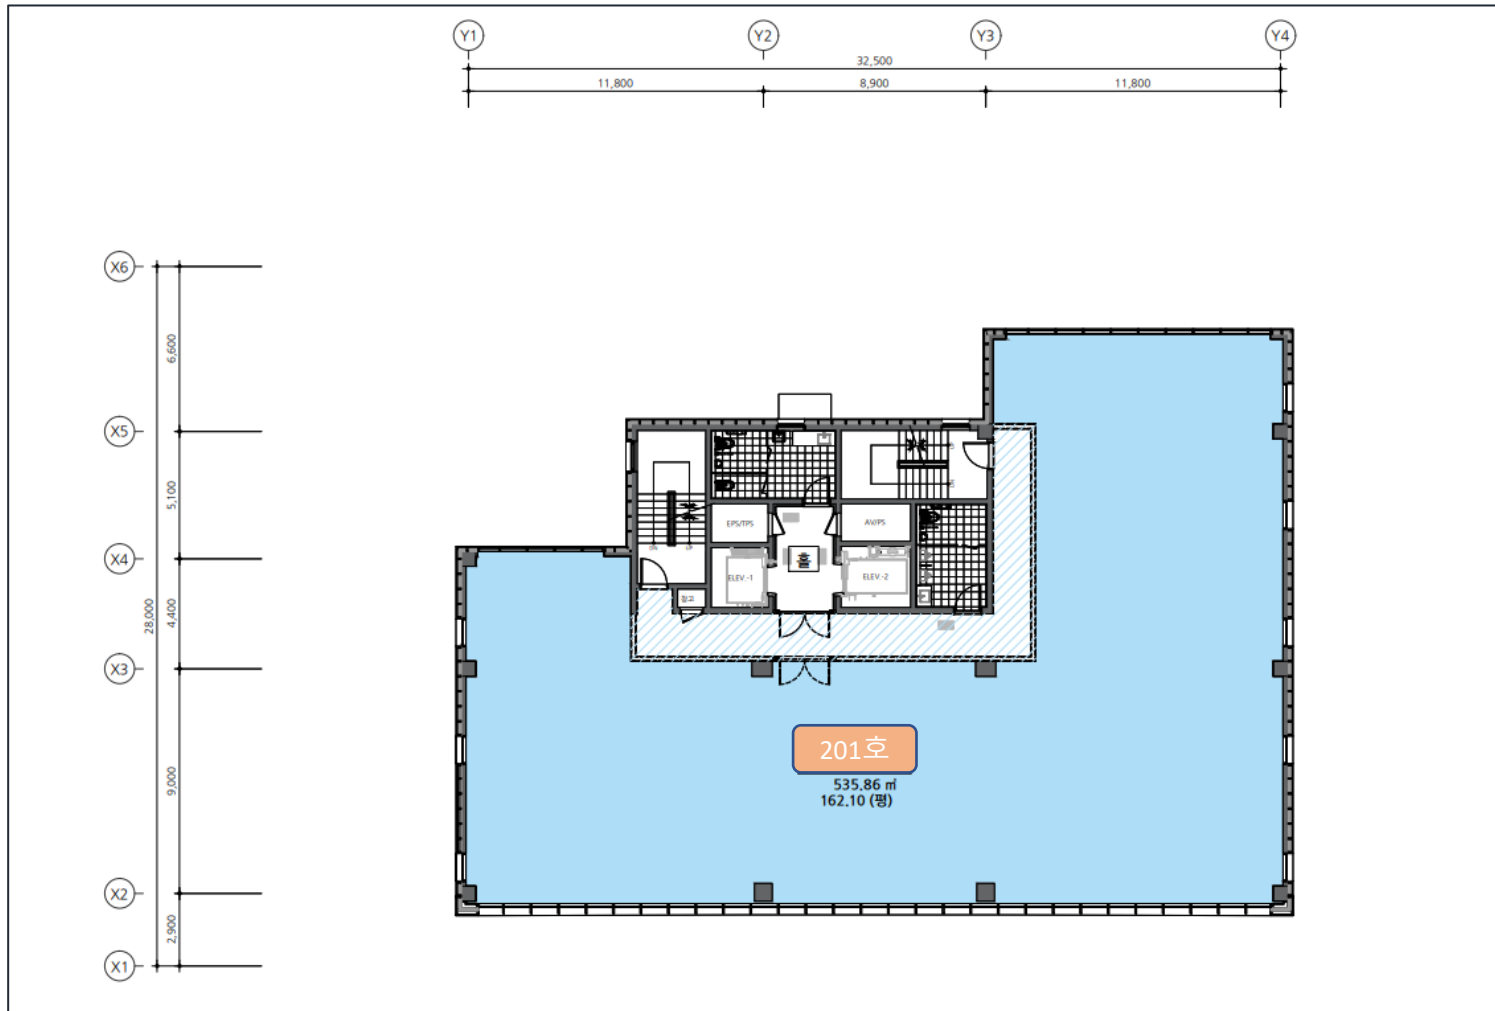 Y1 Y2 Y3 Y4
32,500
11,800 8,900 11,800
X6
6,600
X5
5,100
EPS/TPS AV/PS
X4
홀
ELEV.-1 ELEV.-2
창고
4,400
28,000
X3
201호
9,000
535.86 ㎡
162.10 (평)
X2
2,900
X1